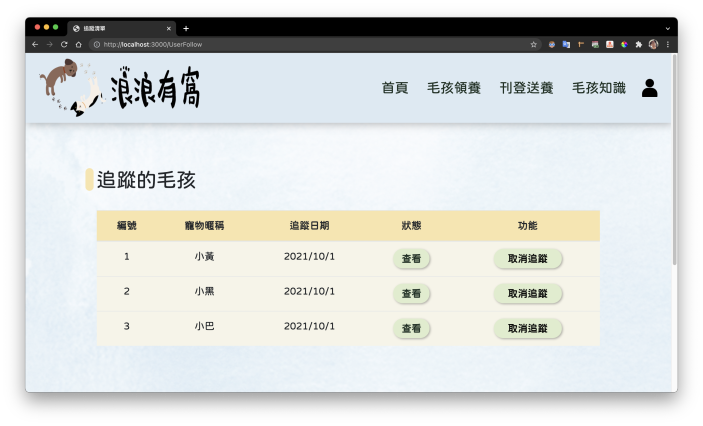 追蹤清單
http://localhost:3000/UserFollow
浪浪有窩
首頁 毛孩領養 刊登送養 毛孩知識
追蹤的毛孩
編號 寵物暱稱 追蹤日期 狀態 功能
1 小黃 2021/10/1 查看 取消追蹤
2 小黑 2021/10/1 查看 取消追蹤
3 小巴 2021/10/1 查看 取消追蹤